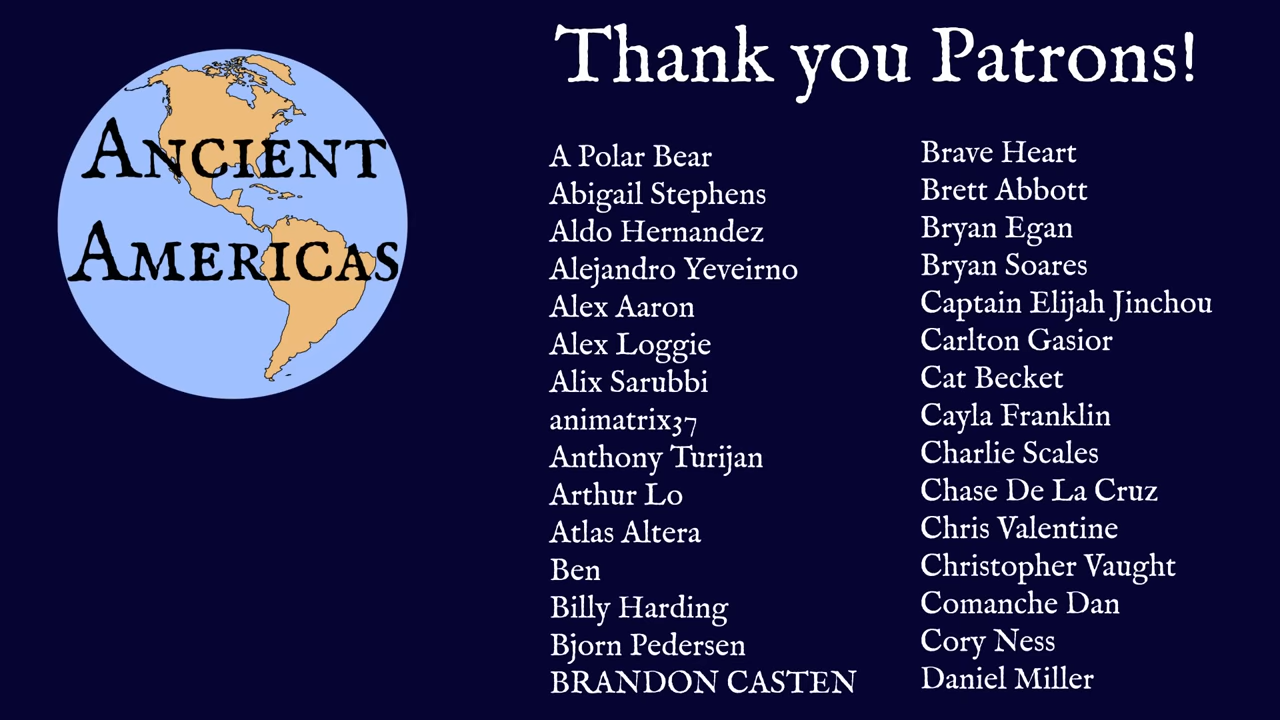 Ancient
Americas
Thank you Patrons!
A Polar Bear
Abigail Stephens
Aldo Hernandez
Alejandro Yeveirno
Alex Aaron
Alex Loggie
Alix Sarubbi
animatrix37
Anthony Turijan
Arthur Lo
Atlas Altera
Ben
Billy Harding
Bjorn Pedersen
BRANDON CASTEN
Brave Heart
Brett Abbott
Bryan Egan
Bryan Soares
Captain Elijah Jinchou
Carlton Gasior
Cat Becket
Cayla Franklin
Charlie Scales
Chase De La Cruz
Chris Valentine
Christopher Vaught
Comanche Dan
Cory Ness
Daniel Miller